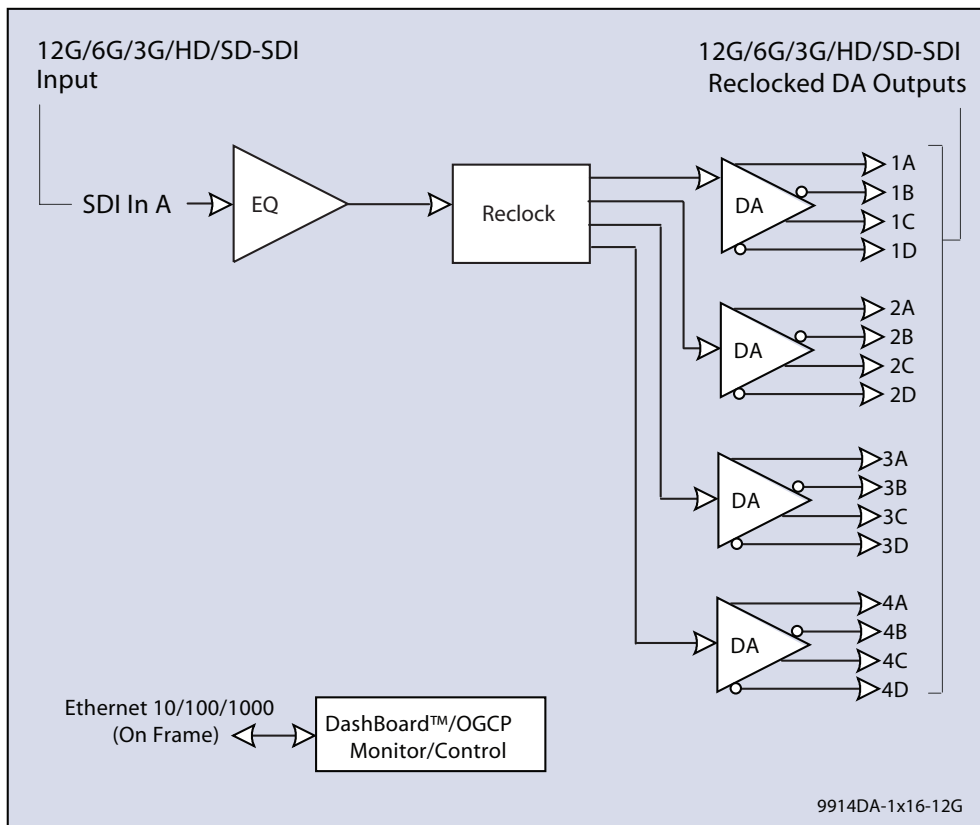 12G/6G/3G/HD/SD-SDI
Input
12G/6G/3G/HD/SD-SDI
Reclocked DA Outputs
SDI In A
EQ
Reclock
DA
1A
1B
1C
1D
DA
2A
2B
2C
2D
DA
3A
3B
3C
3D
DA
4A
4B
4C
4D
Ethernet 10/100/1000
(On Frame)
DashBoard™/OGCP
Monitor/Control
9914DA-1x16-12G